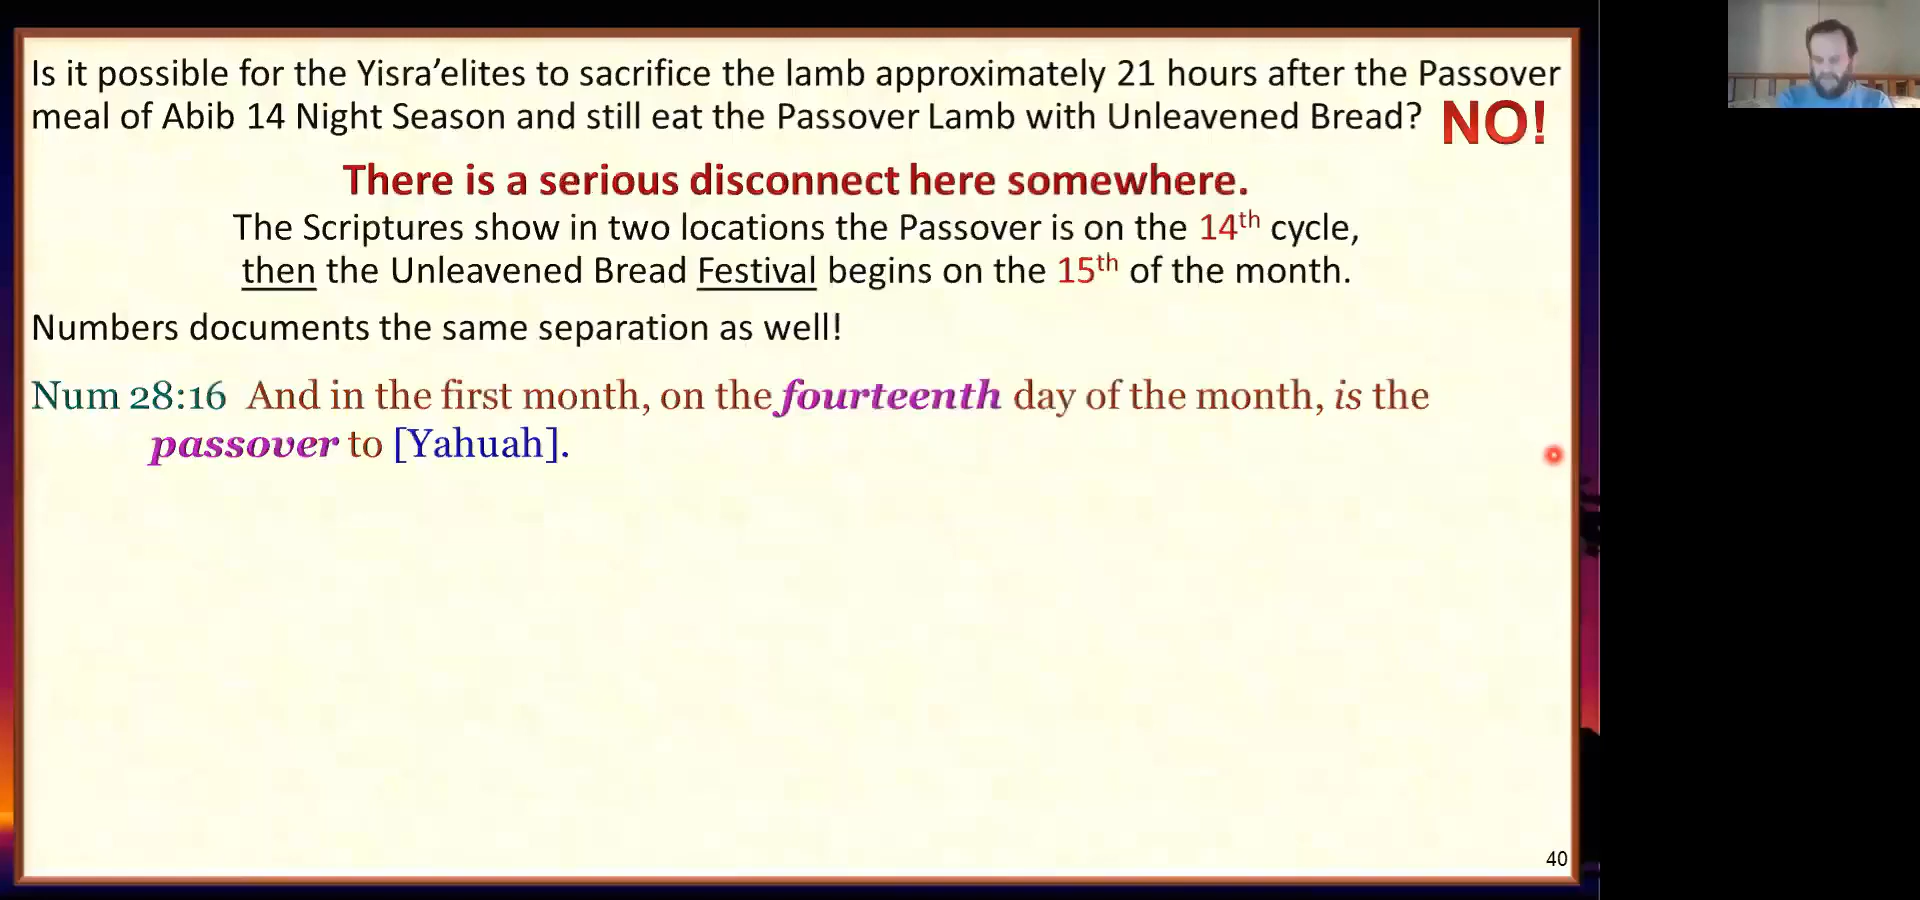 Is it possible for the Yisra’elites to sacrifice the lamb approximately 21 hours after the Passover
meal of Abib 14 Night Season and still eat the Passover Lamb with Unleavened Bread? NO!
There is a serious disconnect here somewhere.
The Scriptures show in two locations the Passover is on the 14th cycle,
then the Unleavened Bread Festival begins on the 15th of the month.
Numbers documents the same separation as well!
Num 28:16 And in the first month, on the fourteenth day of the month, is the
passover to [Yahuah].
40